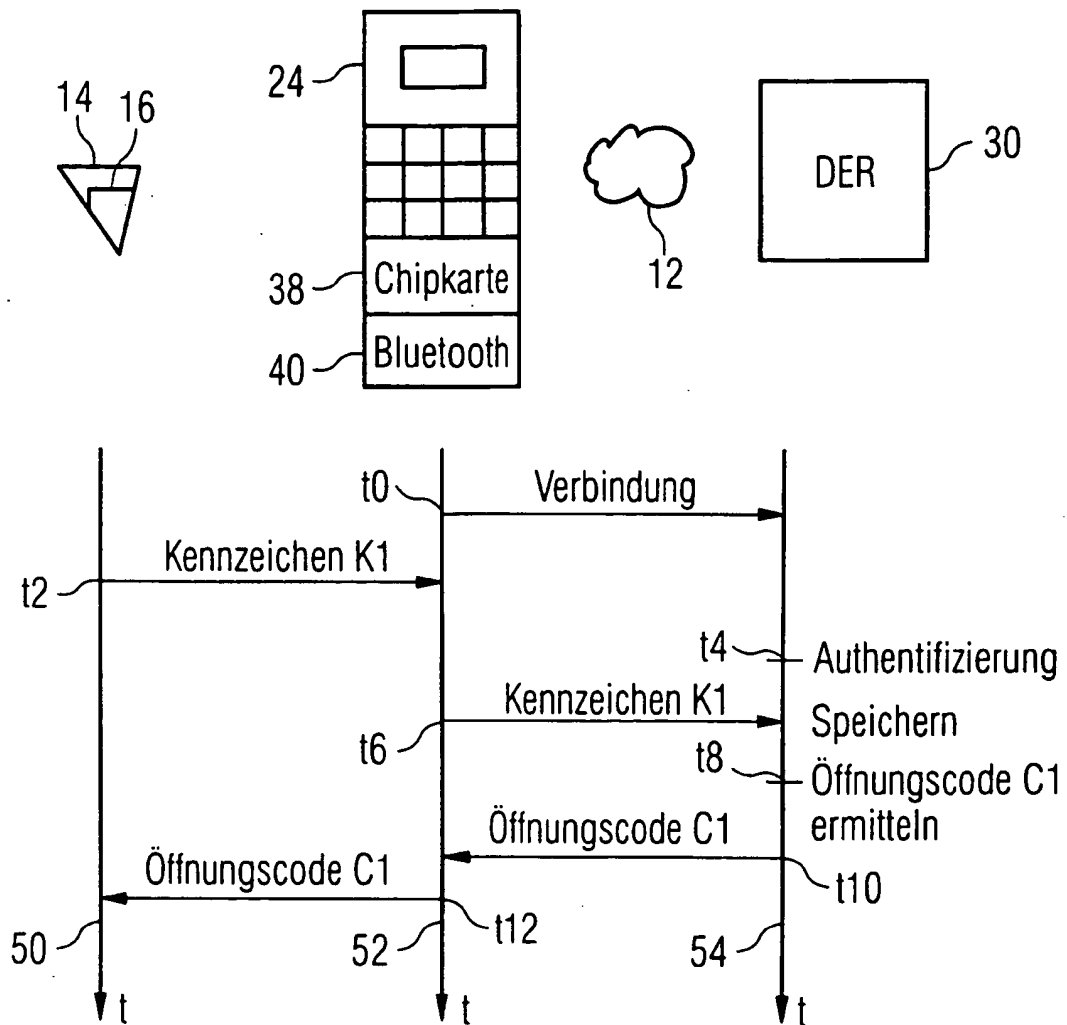 24
14 16
DER
30
12
38
Chipkarte
40
Bluetooth
t0
Verbindung
Kennzeichen K1
t2
t4
Authentifizierung
Kennzeichen K1
t6
Speichern
t8
Öffnungscode C1
ermitteln
Öffnungscode C1
Öffnungscode C1
t10
t12
50
52
54
t
t
t